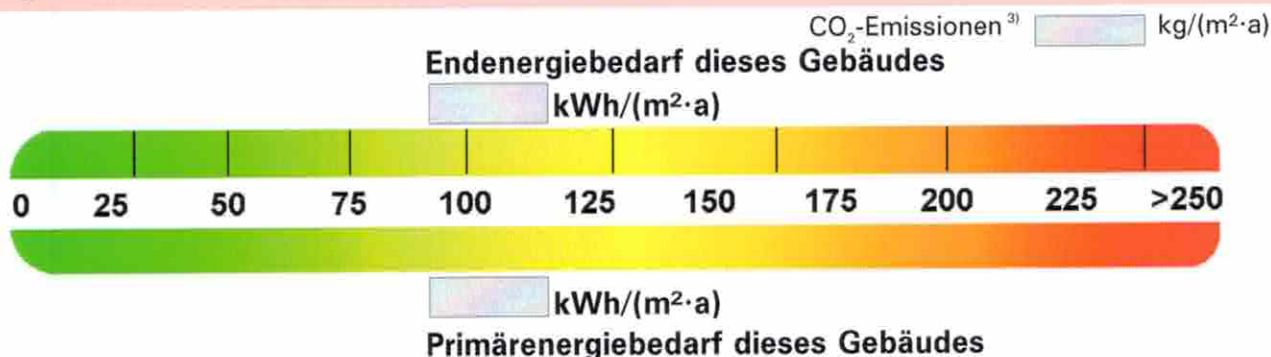 CO₂-Emissionen ³⁾ kg/(m²·a)
Endenergiebedarf dieses Gebäudes
kWh/(m²·a)
0 25 50 75 100 125 150 175 200 225 >250
kWh/(m²·a)
Primärenergiebedarf dieses Gebäudes